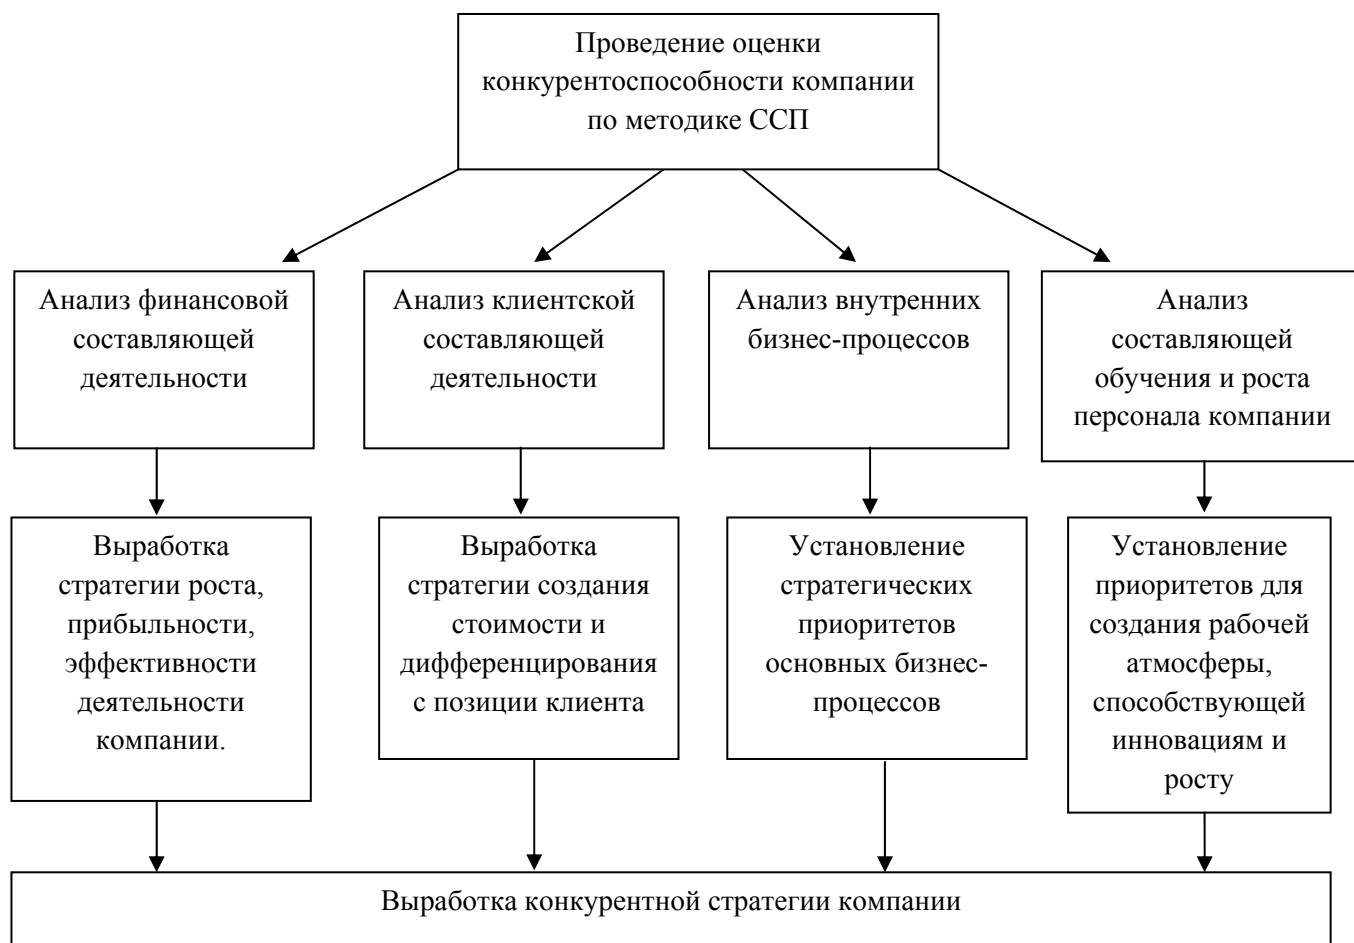 Проведение оценки
конкурентоспособности компании
по методике ССП
Анализ финансовой
составляющей
деятельности
Анализ клиентской
составляющей
деятельности
Анализ внутренних
бизнес-процессов
Анализ
составляющей
обучения и роста
персонала компании
Выработка
стратегии роста,
прибыльности,
эффективности
деятельности
компании.
Выработка
стратегии создания
стоимости и
дифференцирования
с позиции клиента
Установление
стратегических
приоритетов
основных бизнес-
процессов
Установление
приоритетов для
создания рабочей
атмосферы,
способствующей
инновациям и
росту
Выработка конкурентной стратегии компании